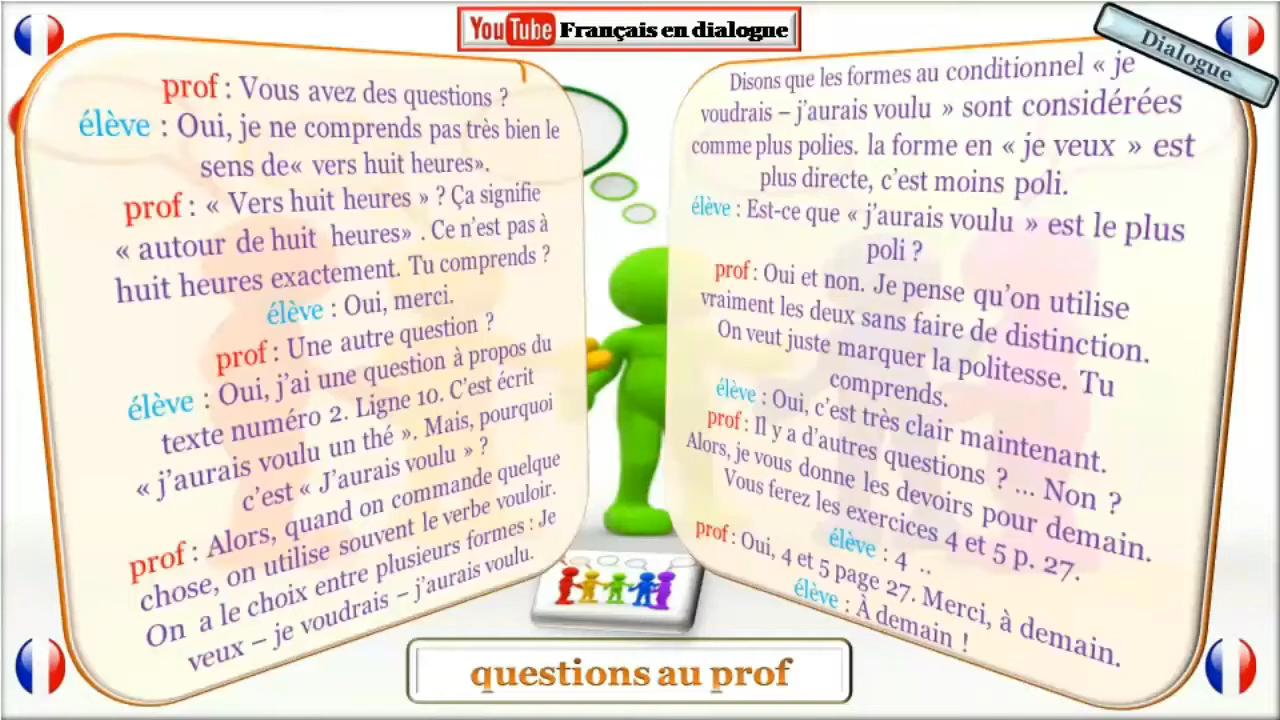 YouTube Français en dialogue
Dialogue
prof : Vous avez des questions ?
élève : Oui, je ne comprends pas très bien le
sens de« vers huit heures».
prof : « Vers huit heures » ? Ça signifie
« autour de huit heures» . Ce n'est pas à
huit heures exactement. Tu comprends ?
élève : Oui, merci.
prof : Une autre question ?
élève : Oui, j'ai une question à propos du
texte numéro 2. Ligne 10. C'est écrit
« j'aurais voulu un thé ». Mais, pourquoi
c'est « J'aurais voulu » ?
prof : Alors, quand on commande quelque
chose, on utilise souvent le verbe vouloir.
On a le choix entre plusieurs formes : Je
veux – je voudrais – j'aurais voulu.
Disons que les formes au conditionnel « je
voudrais – j'aurais voulu » sont considérées
comme plus polies. la forme en « je veux » est
plus directe, c'est moins poli.
élève : Est-ce que « j'aurais voulu » est le plus
poli ?
prof : Oui et non. Je pense qu'on utilise
vraiment les deux sans faire de distinction.
On veut juste marquer la politesse. Tu
comprends.
élève : Oui, c'est très clair maintenant.
prof : Il y a d'autres questions ? ... Non ?
Alors, je vous donne les devoirs pour demain.
Vous ferez les exercices 4 et 5 p. 27.
élève : 4 ..
prof : Oui, 4 et 5 page 27. Merci, à demain.
élève : À demain !
questions au prof